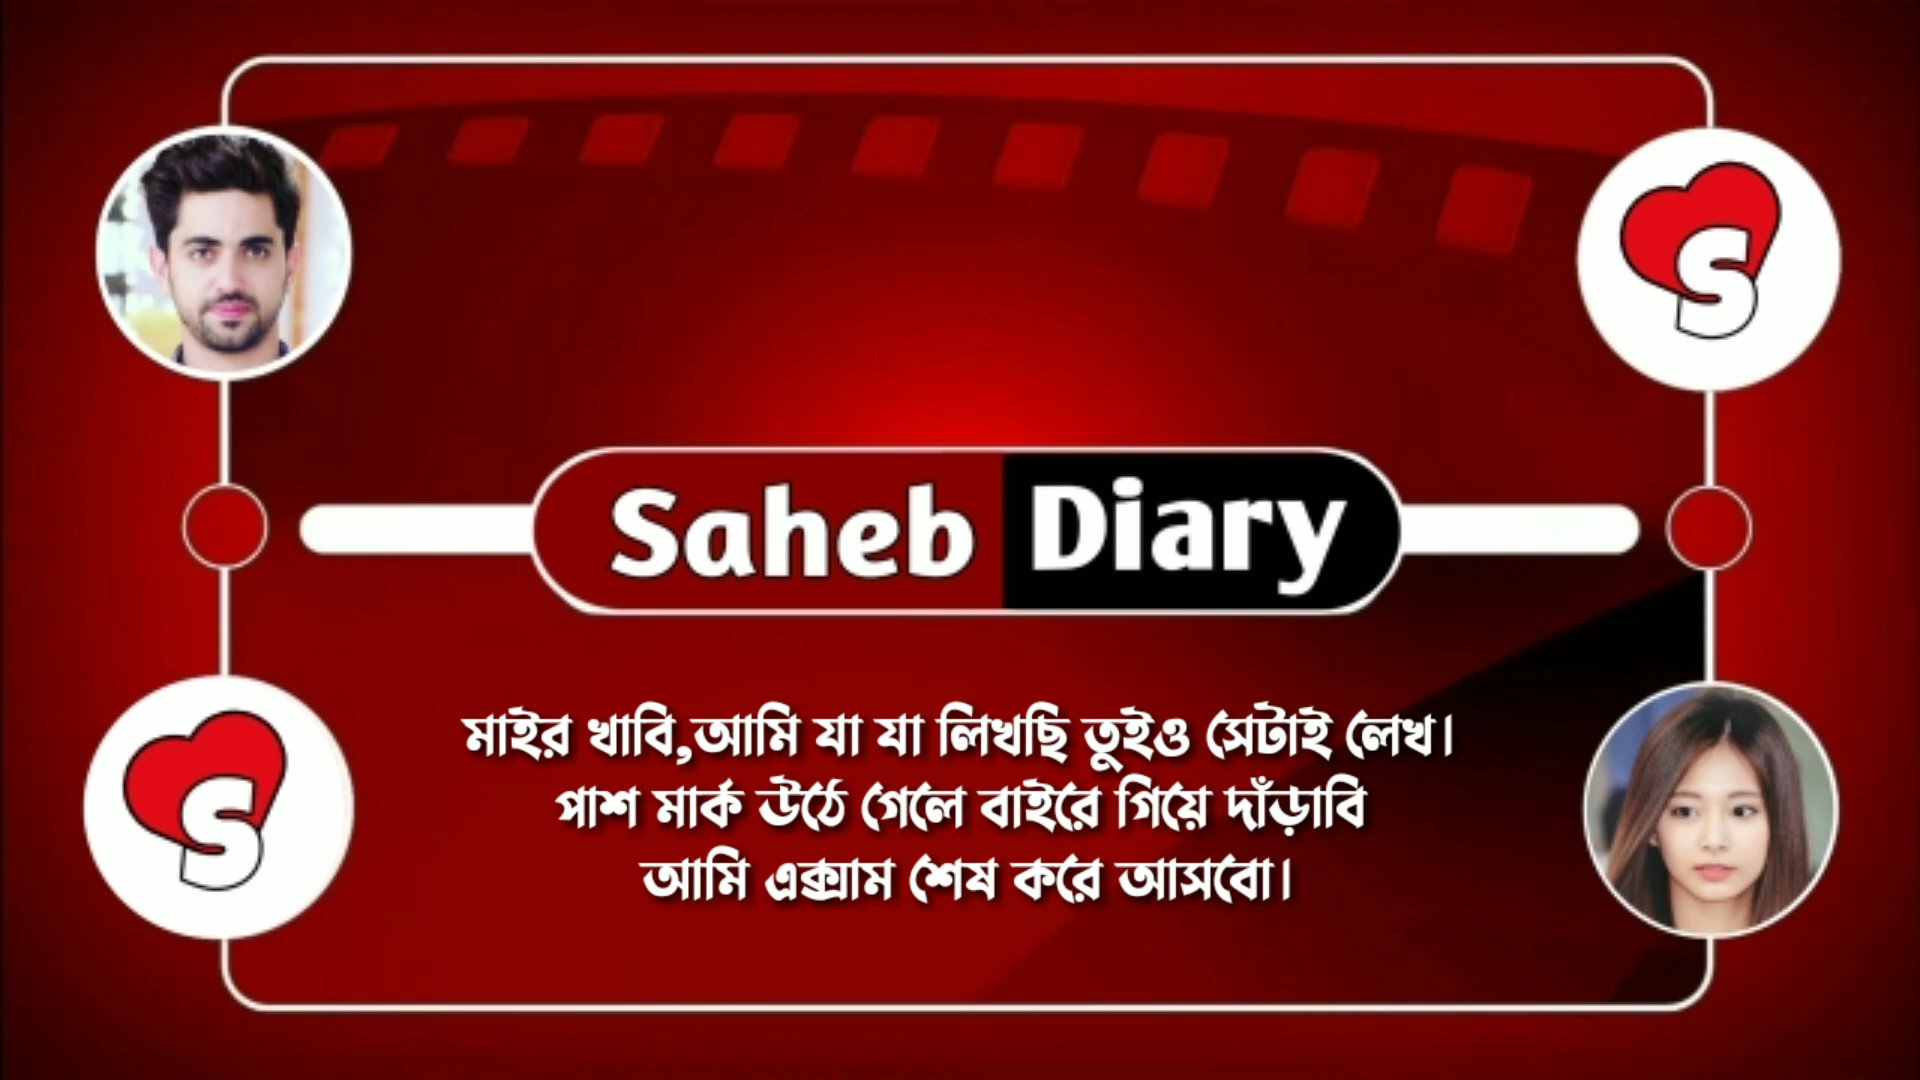 S
Saheb Diary
S
মাইর খাবি,আমি যা যা লিখছি তুইও সেটাই লেখ।
পাশ মার্ক উঠে গেলে বাইরে গিয়ে দাঁড়াবি
আমি এক্সাম শেষ করে আসবো।